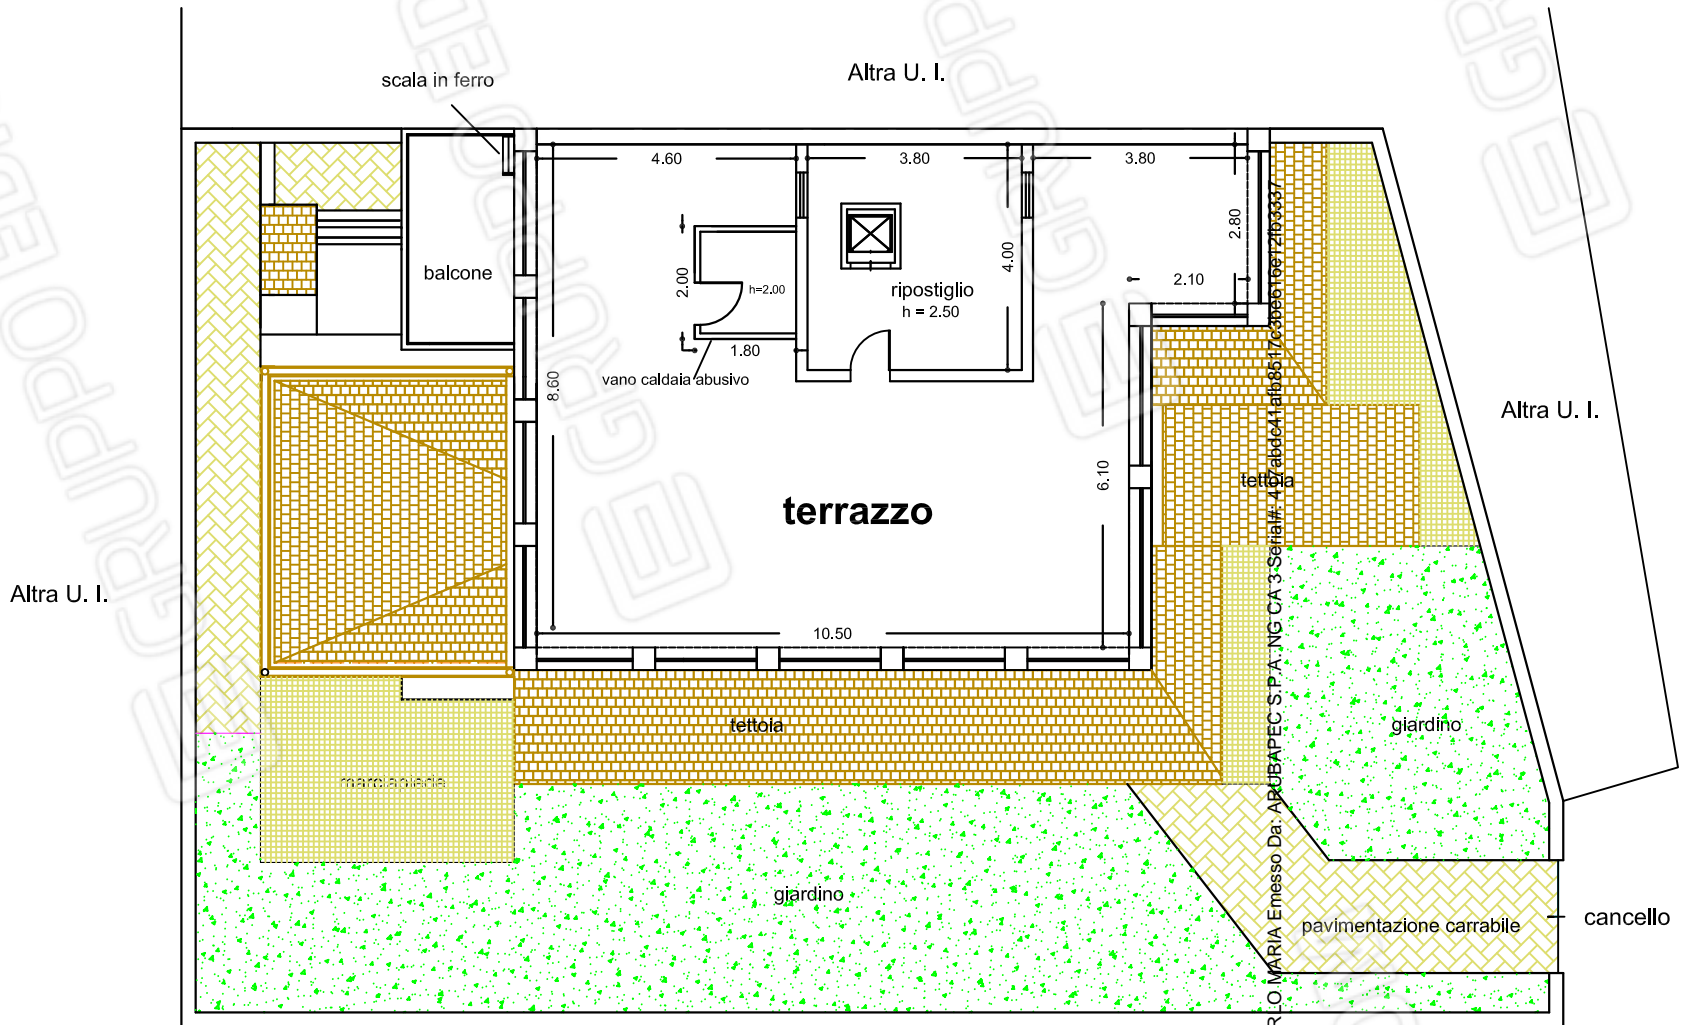 Altra U. I.
scala in ferro
4.60
3.80
3.80
2.80
4.00
2.10
balcone
2.00
h=2.00
ripostiglio
h = 2.50
1.80
vano caldaia abusivo
8.60
Altra U. I.
6.10
tettoia
terrazzo
Altra U. I.
10.50
tettoia
giardino
marciapiede
giardino
pavimentazione carrabile
cancello
RLO MARIA Emesso Da: ARUBAPEC S.P.A. NG CA 3 Serial#: